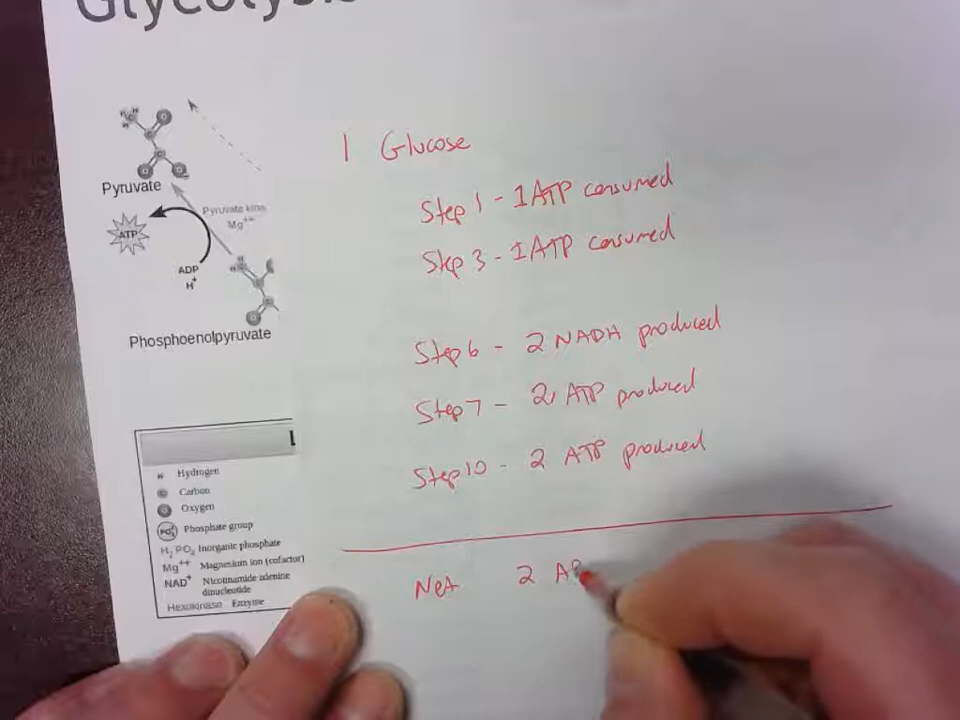 Glycolysis
1 Glucose
Step 1 - 1 ATP consumed
Step 3 - 1 ATP consumed
Step 6 - 2 NADH produced
Step 7 - 2 ATP produced
Step 10 - 2 ATP produced
Net 2
Pyruvate
Pyruvate kina
Mg++
ATP
ADP
H+
Phosphoenolpyruvate
H Hydrogen
C Carbon
O Oxygen
PO Phosphate group
H2PO4 Inorganic phosphate
Mg++ Magnesium ion (cofactor)
NAD+ Nicotinamide adenine
dinucleotide
Hexokinase Enzyme